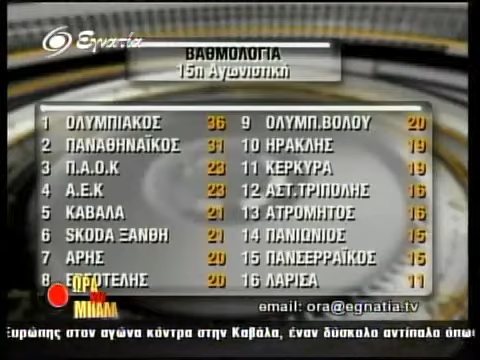 Εγνατία
ΒΑΘΜΟΛΟΓΙΑ
15η Αγωνιστική
1 ΟΛΥΜΠΙΑΚΟΣ 36
2 ΠΑΝΑΘΗΝΑΪΚΟΣ 31
3 Π.Α.Ο.Κ 23
4 Α.Ε.Κ 23
5 ΚΑΒΑΛΑ 21
6 SKODA ΞΑΝΘΗ 21
7 ΑΡΗΣ 20
8 ΕΡΓΟΤΕΛΗΣ 20
9 ΟΛΥΜΠ.ΒΟΛΟΥ 20
10 ΗΡΑΚΛΗΣ 19
11 ΚΕΡΚΥΡΑ 19
12 ΑΣΤ.ΤΡΙΠΟΛΗΣ 16
13 ΑΤΡΟΜΗΤΟΣ 16
14 ΠΑΝΙΩΝΙΟΣ 15
15 ΠΑΝΣΕΡΡΑΪΚΟΣ 15
16 ΛΑΡΙΣΑ 11
ΩΡΑ
ΜΠΑΛΑ
email: ora@egnatia.tv
Ευρώπης στον αγώνα κόντρα στην Καβάλα, έναν δύσκολο αντίπαλο όπως